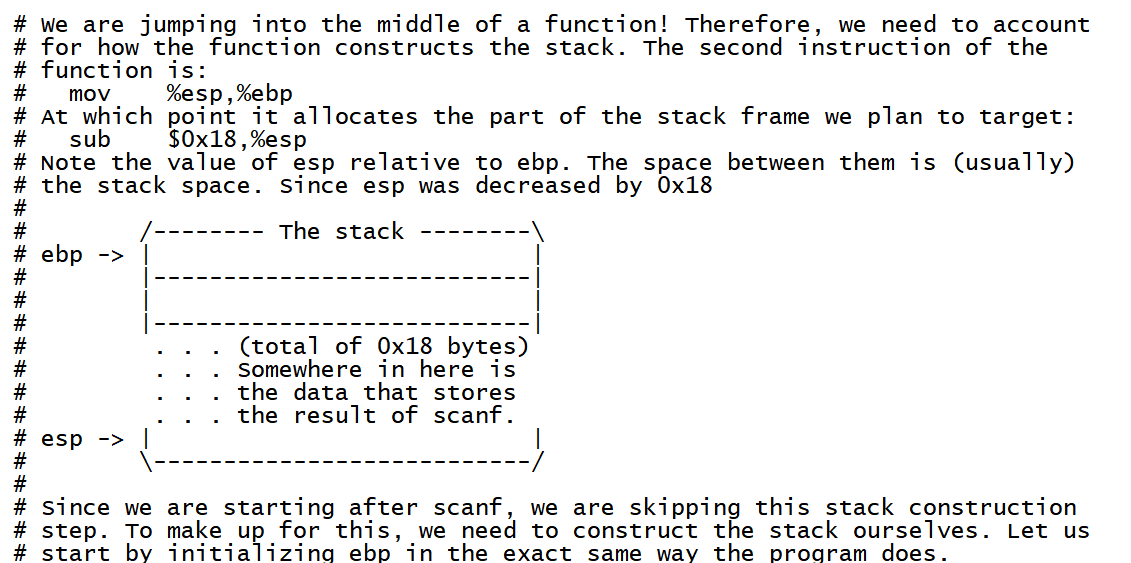 # We are jumping into the middle of a function! Therefore, we need to account
# for how the function constructs the stack. The second instruction of the
# function is:
#   mov    %esp,%ebp
# At which point it allocates the part of the stack frame we plan to target:
#   sub    $0x18,%esp
# Note the value of esp relative to ebp. The space between them is (usually)
# the stack space. Since esp was decreased by 0x18
#
#        /-------- The stack --------\
# ebp -> |                           |
#        |---------------------------|
#        |                           |
#        |---------------------------|
#         . . . (total of 0x18 bytes)
#         . . . Somewhere in here is
#         . . . the data that stores
#         . . . the result of scanf.
# esp -> |                           |
#        \---------------------------/
#
# Since we are starting after scanf, we are skipping this stack construction
# step. To make up for this, we need to construct the stack ourselves. Let us
# start by initializing ebp in the exact same way the program does.